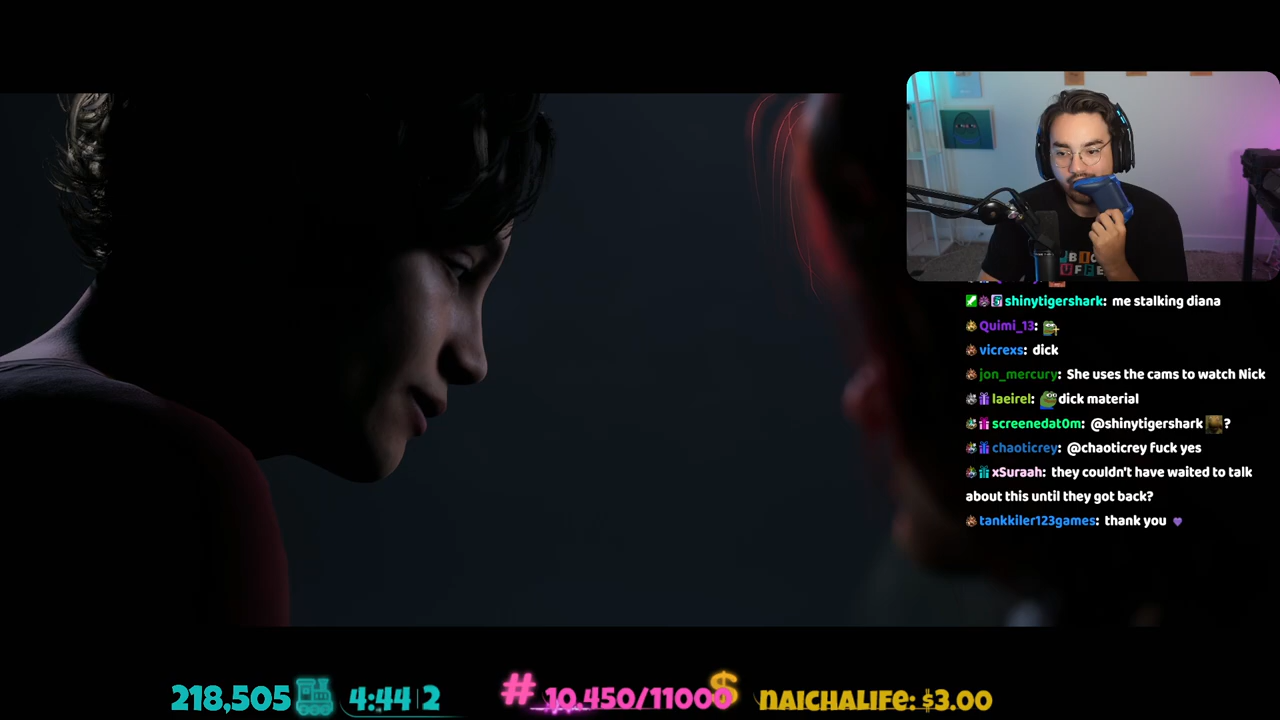 shinytigershark: me stalking diana
Quimi_13:
vicrexs: dick
jon_mercury: She uses the cams to watch Nick
laeirel: dick material
screenedat0m: @shinytigershark ?
chaoticrey: @chaoticrey fuck yes
xSuraah: they couldn't have waited to talk
about this until they got back?
tankkiler123games: thank you
218,505 4:44|2 # 10,450/11000 $ NAICHALIFE: $3.00